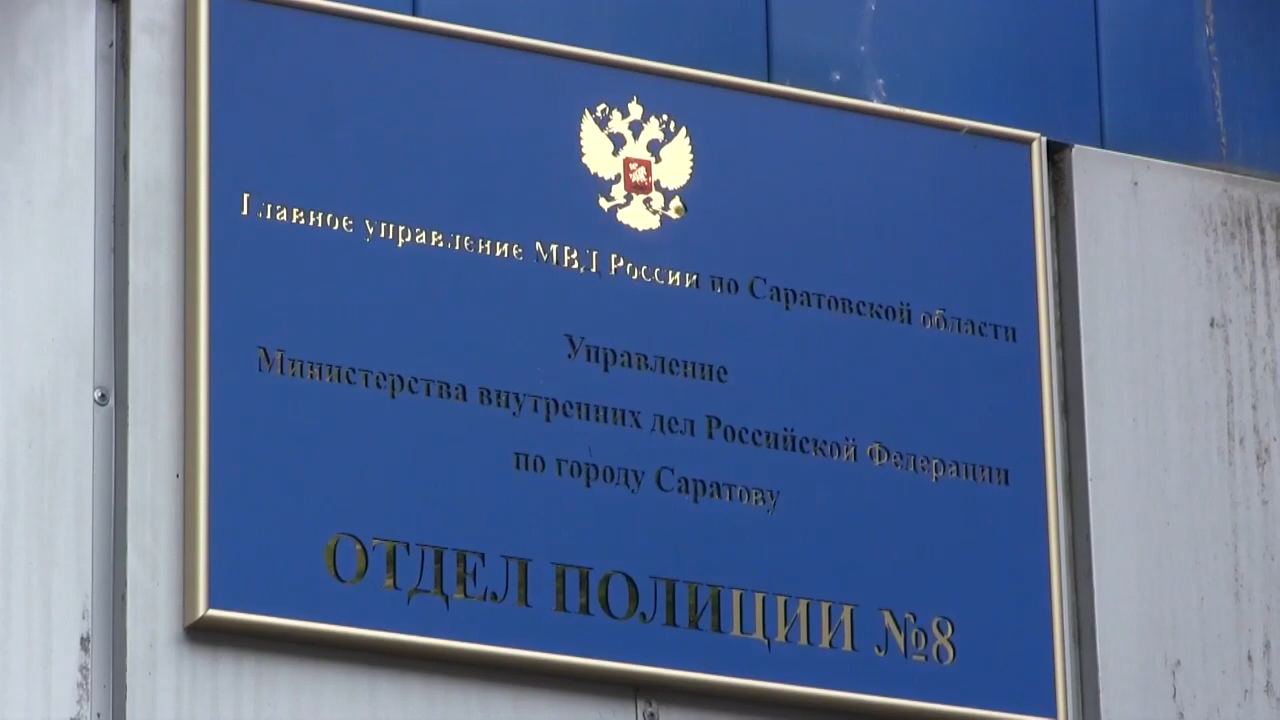 Главное управление МВД России по Саратовской области
Управление
Министерства внутренних дел Российской Федерации
по городу Саратову
ОТДЕЛ ПОЛИЦИИ №8